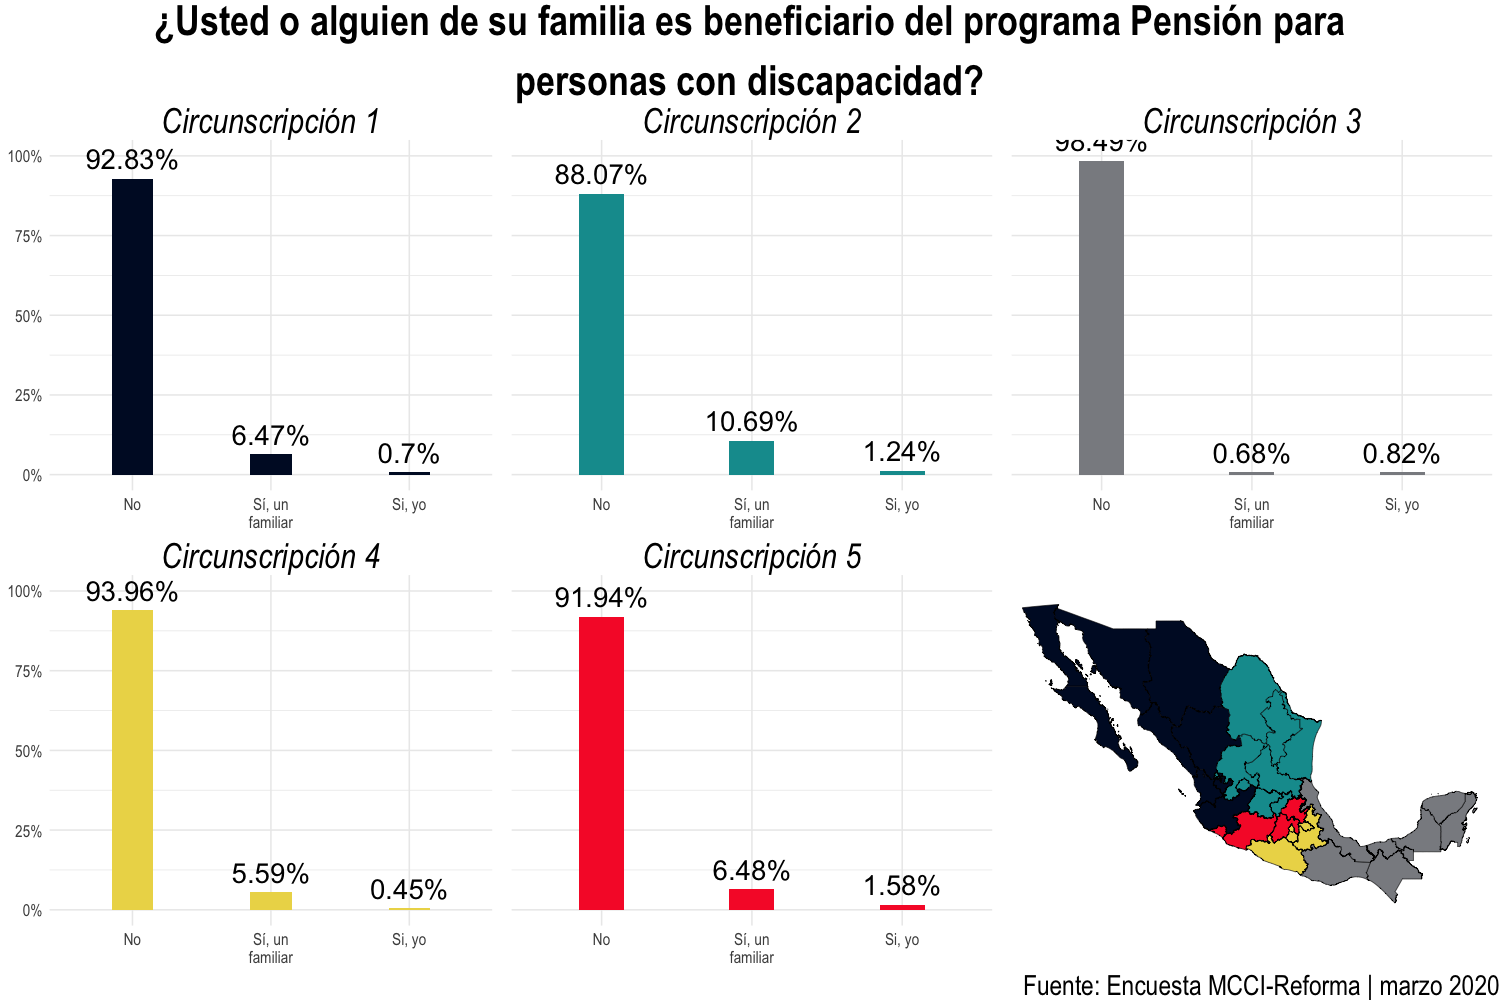 ¿Usted o alguien de su familia es beneficiario del programa Pensión para
personas con discapacidad?
Circunscripción 1
100%
75%
50%
25%
0%
92.83%
6.47%
0.7%
No
Sí, un
familiar
Si, yo
Circunscripción 2
88.07%
10.69%
1.24%
No
Sí, un
familiar
Si, yo
Circunscripción 3
98.49%
0.68%
0.82%
No
Sí, un
familiar
Si, yo
Circunscripción 4
100%
75%
50%
25%
0%
93.96%
5.59%
0.45%
No
Sí, un
familiar
Si, yo
Circunscripción 5
91.94%
6.48%
1.58%
No
Sí, un
familiar
Si, yo
Fuente: Encuesta MCCI-Reforma | marzo 2020